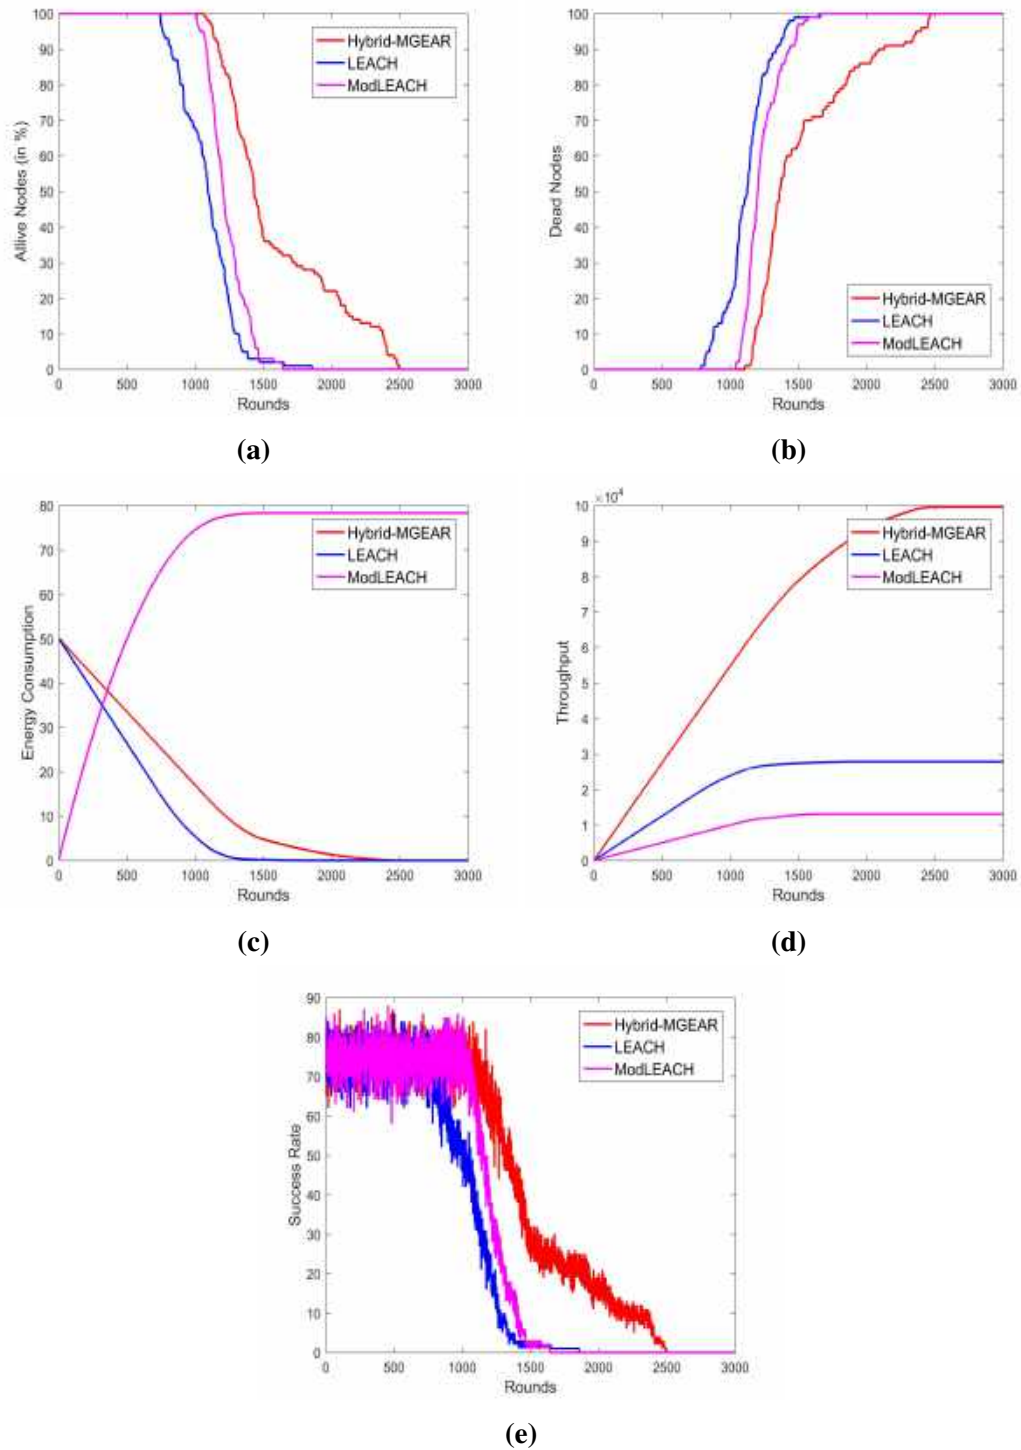 100
90
80
70
60
50
40
30
20
10
0
Allive Nodes (in %)
Hybrid-MGEAR
LEACH
ModLEACH
0 500 1000 1500 2000 2500 3000
Rounds
(a)
100
90
80
70
60
50
40
30
20
10
0
Dead Nodes
Hybrid-MGEAR
LEACH
ModLEACH
0 500 1000 1500 2000 2500 3000
Rounds
(b)
80
70
60
50
40
30
20
10
0
Energy Consumption
Hybrid-MGEAR
LEACH
ModLEACH
0 500 1000 1500 2000 2500 3000
Rounds
(c)
×10⁴
10
9
8
7
6
5
4
3
2
1
0
Throughput
Hybrid-MGEAR
LEACH
ModLEACH
0 500 1000 1500 2000 2500 3000
Rounds
(d)
90
80
70
60
50
40
30
20
10
0
Success Rate
Hybrid-MGEAR
LEACH
ModLEACH
0 500 1000 1500 2000 2500 3000
Rounds
(e)